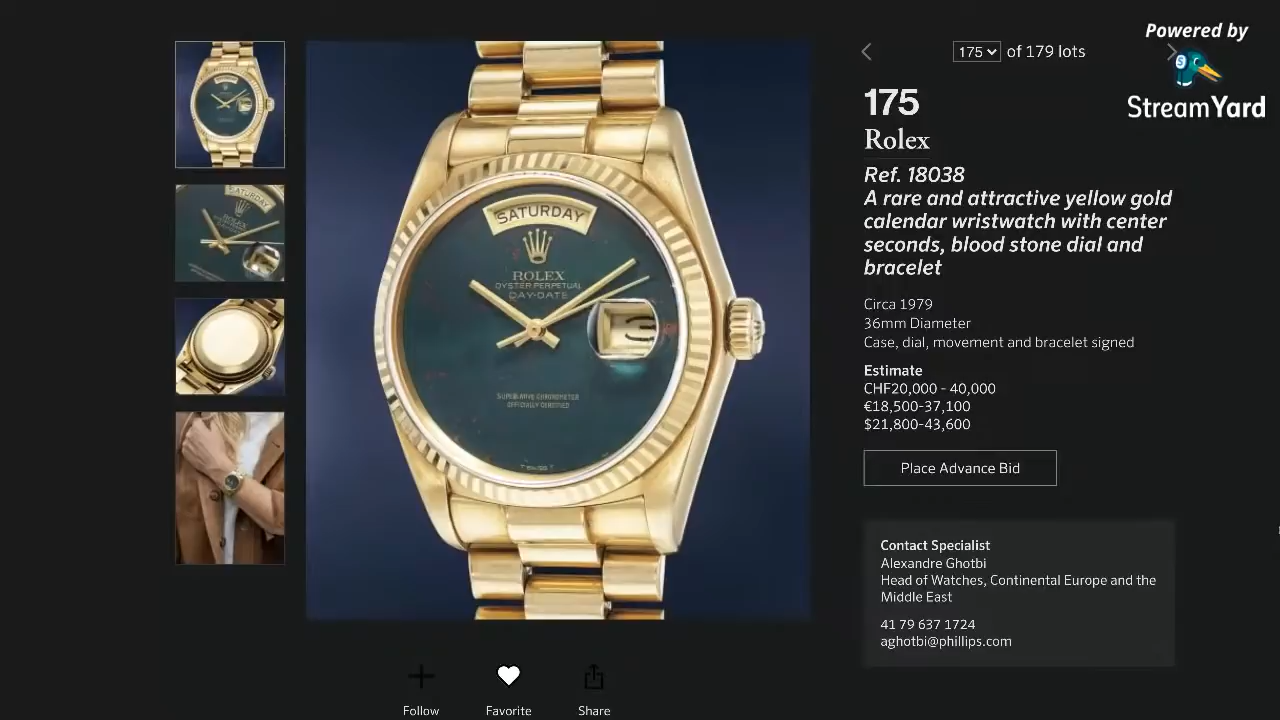 Powered by
StreamYard
175 of 179 lots
175
Rolex
Ref. 18038
A rare and attractive yellow gold
calendar wristwatch with center
seconds, blood stone dial and
bracelet
Circa 1979
36mm Diameter
Case, dial, movement and bracelet signed
Estimate
CHF20,000 - 40,000
€18,500-37,100
$21,800-43,600
Place Advance Bid
Contact Specialist
Alexandre Ghotbi
Head of Watches, Continental Europe and the
Middle East
41 79 637 1724
aghotbi@phillips.com
SATURDAY
ROLEX
OYSTER PERPETUAL
DAY-DATE
SUPERLATIVE CHRONOMETER
OFFICIALLY CERTIFIED
SATURDAY
ROLEX
Follow
Favorite
Share